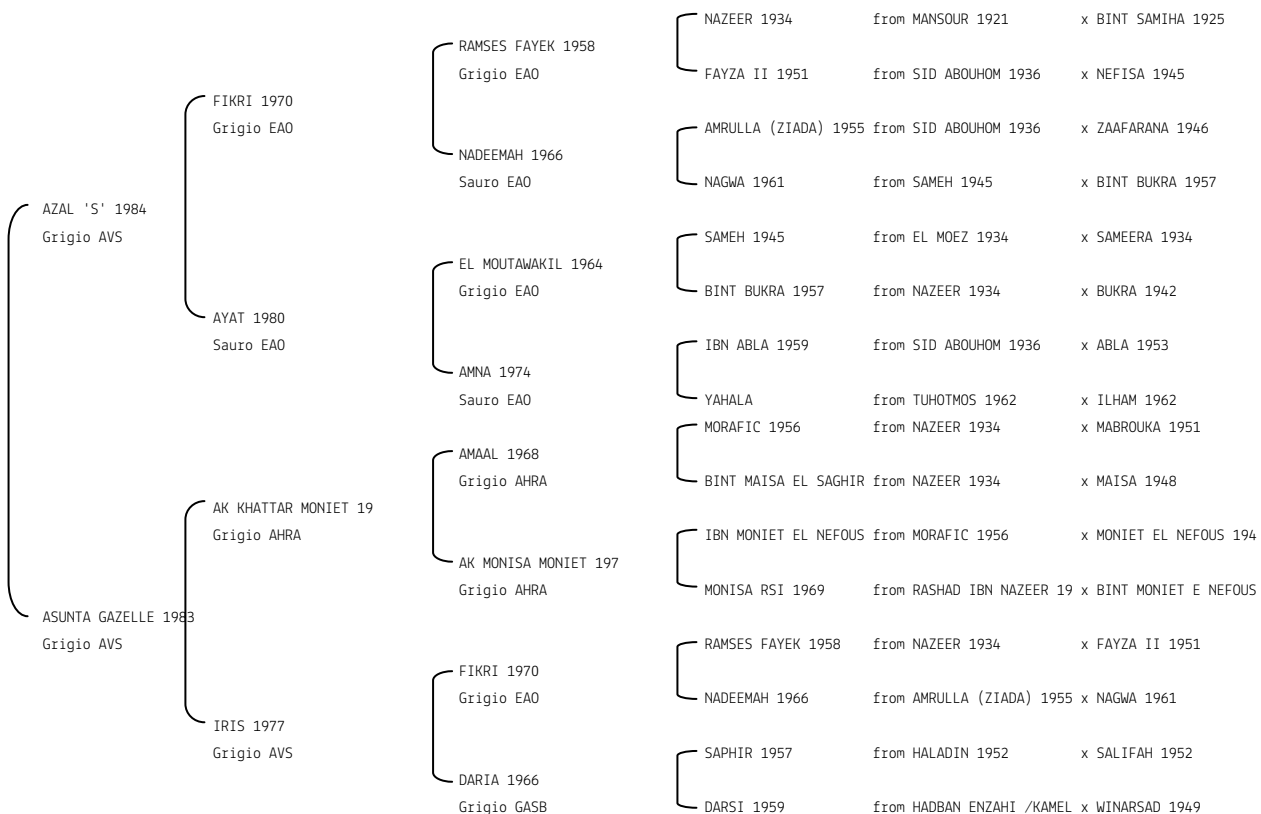 NAZEER 1934 from MANSOUR 1921 x BINT SAMIHA 1925
RAMSES FAYEK 1958
Grigio EAO FAYZA II 1951 from SID ABOUHOM 1936 x NEFISA 1945
FIKRI 1970
Grigio EAO AMRULLA (ZIADA) 1955 from SID ABOUHOM 1936 x ZAAFARANA 1946
NADEEMAH 1966
Sauro EAO NAGWA 1961 from SAMEH 1945 x BINT BUKRA 1957
AZAL 'S' 1984
Grigio AVS SAMEH 1945 from EL MOEZ 1934 x SAMEERA 1934
EL MOUTAWAKIL 1964
Grigio EAO BINT BUKRA 1957 from NAZEER 1934 x BUKRA 1942
AYAT 1980
Sauro EAO IBN ABLA 1959 from SID ABOUHOM 1936 x ABLA 1953
AMNA 1974
Sauro EAO YAHALA from TUHOTMOS 1962 x ILHAM 1962
MORAFIC 1956 from NAZEER 1934 x MABROUKA 1951
AMAAL 1968
Grigio AHRA BINT MAISA EL SAGHIR from NAZEER 1934 x MAISA 1948
AK KHATTAR MONIET 19
Grigio AHRA IBN MONIET EL NEFOUS from MORAFIC 1956 x MONIET EL NEFOUS 194
AK MONISA MONIET 197
Grigio AHRA MONISA RSI 1969 from RASHAD IBN NAZEER 19 x BINT MONIET E NEFOUS
ASUNTA GAZELLE 1983
Grigio AVS RAMSES FAYEK 1958 from NAZEER 1934 x FAYZA II 1951
FIKRI 1970
Grigio EAO NADEEMAH 1966 from AMRULLA (ZIADA) 1955 x NAGWA 1961
IRIS 1977
Grigio AVS SAPHIR 1957 from HALADIN 1952 x SALIFAH 1952
DARIA 1966
Grigio GASB DARSI 1959 from HADBAN ENZAHI /KAMEL x WINARSAD 1949